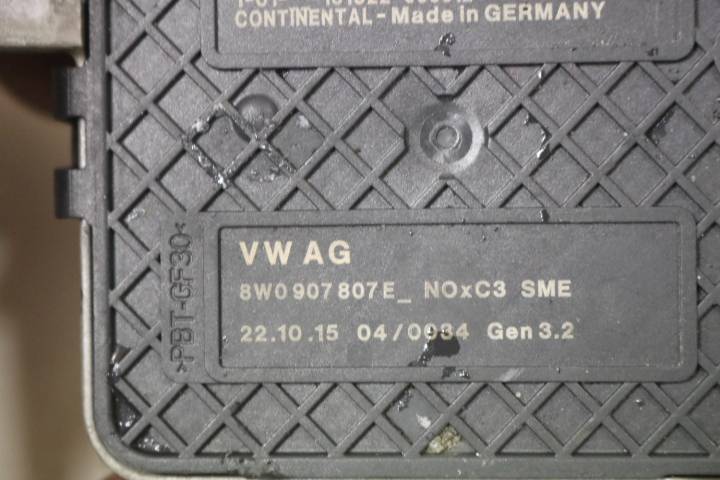 CONTINENTAL - Made in GERMANY
VW AG
8W0 907 807 E_ NOxC3 SME
22.10.15 04/0984 Gen 3.2
>PBT-GF30<